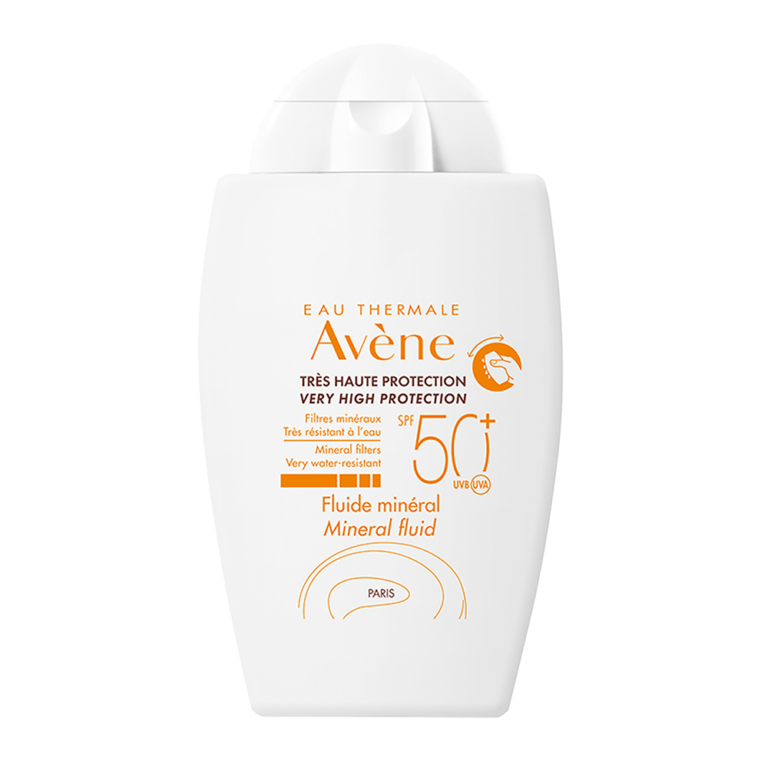 EAU THERMALE
Avène
TRÈS HAUTE PROTECTION
VERY HIGH PROTECTION
Filtres minéraux
Très résistant à l'eau
Mineral filters
Very water-resistant
SPF 50+
UVB UVA
Fluide minéral
Mineral fluid
PARIS